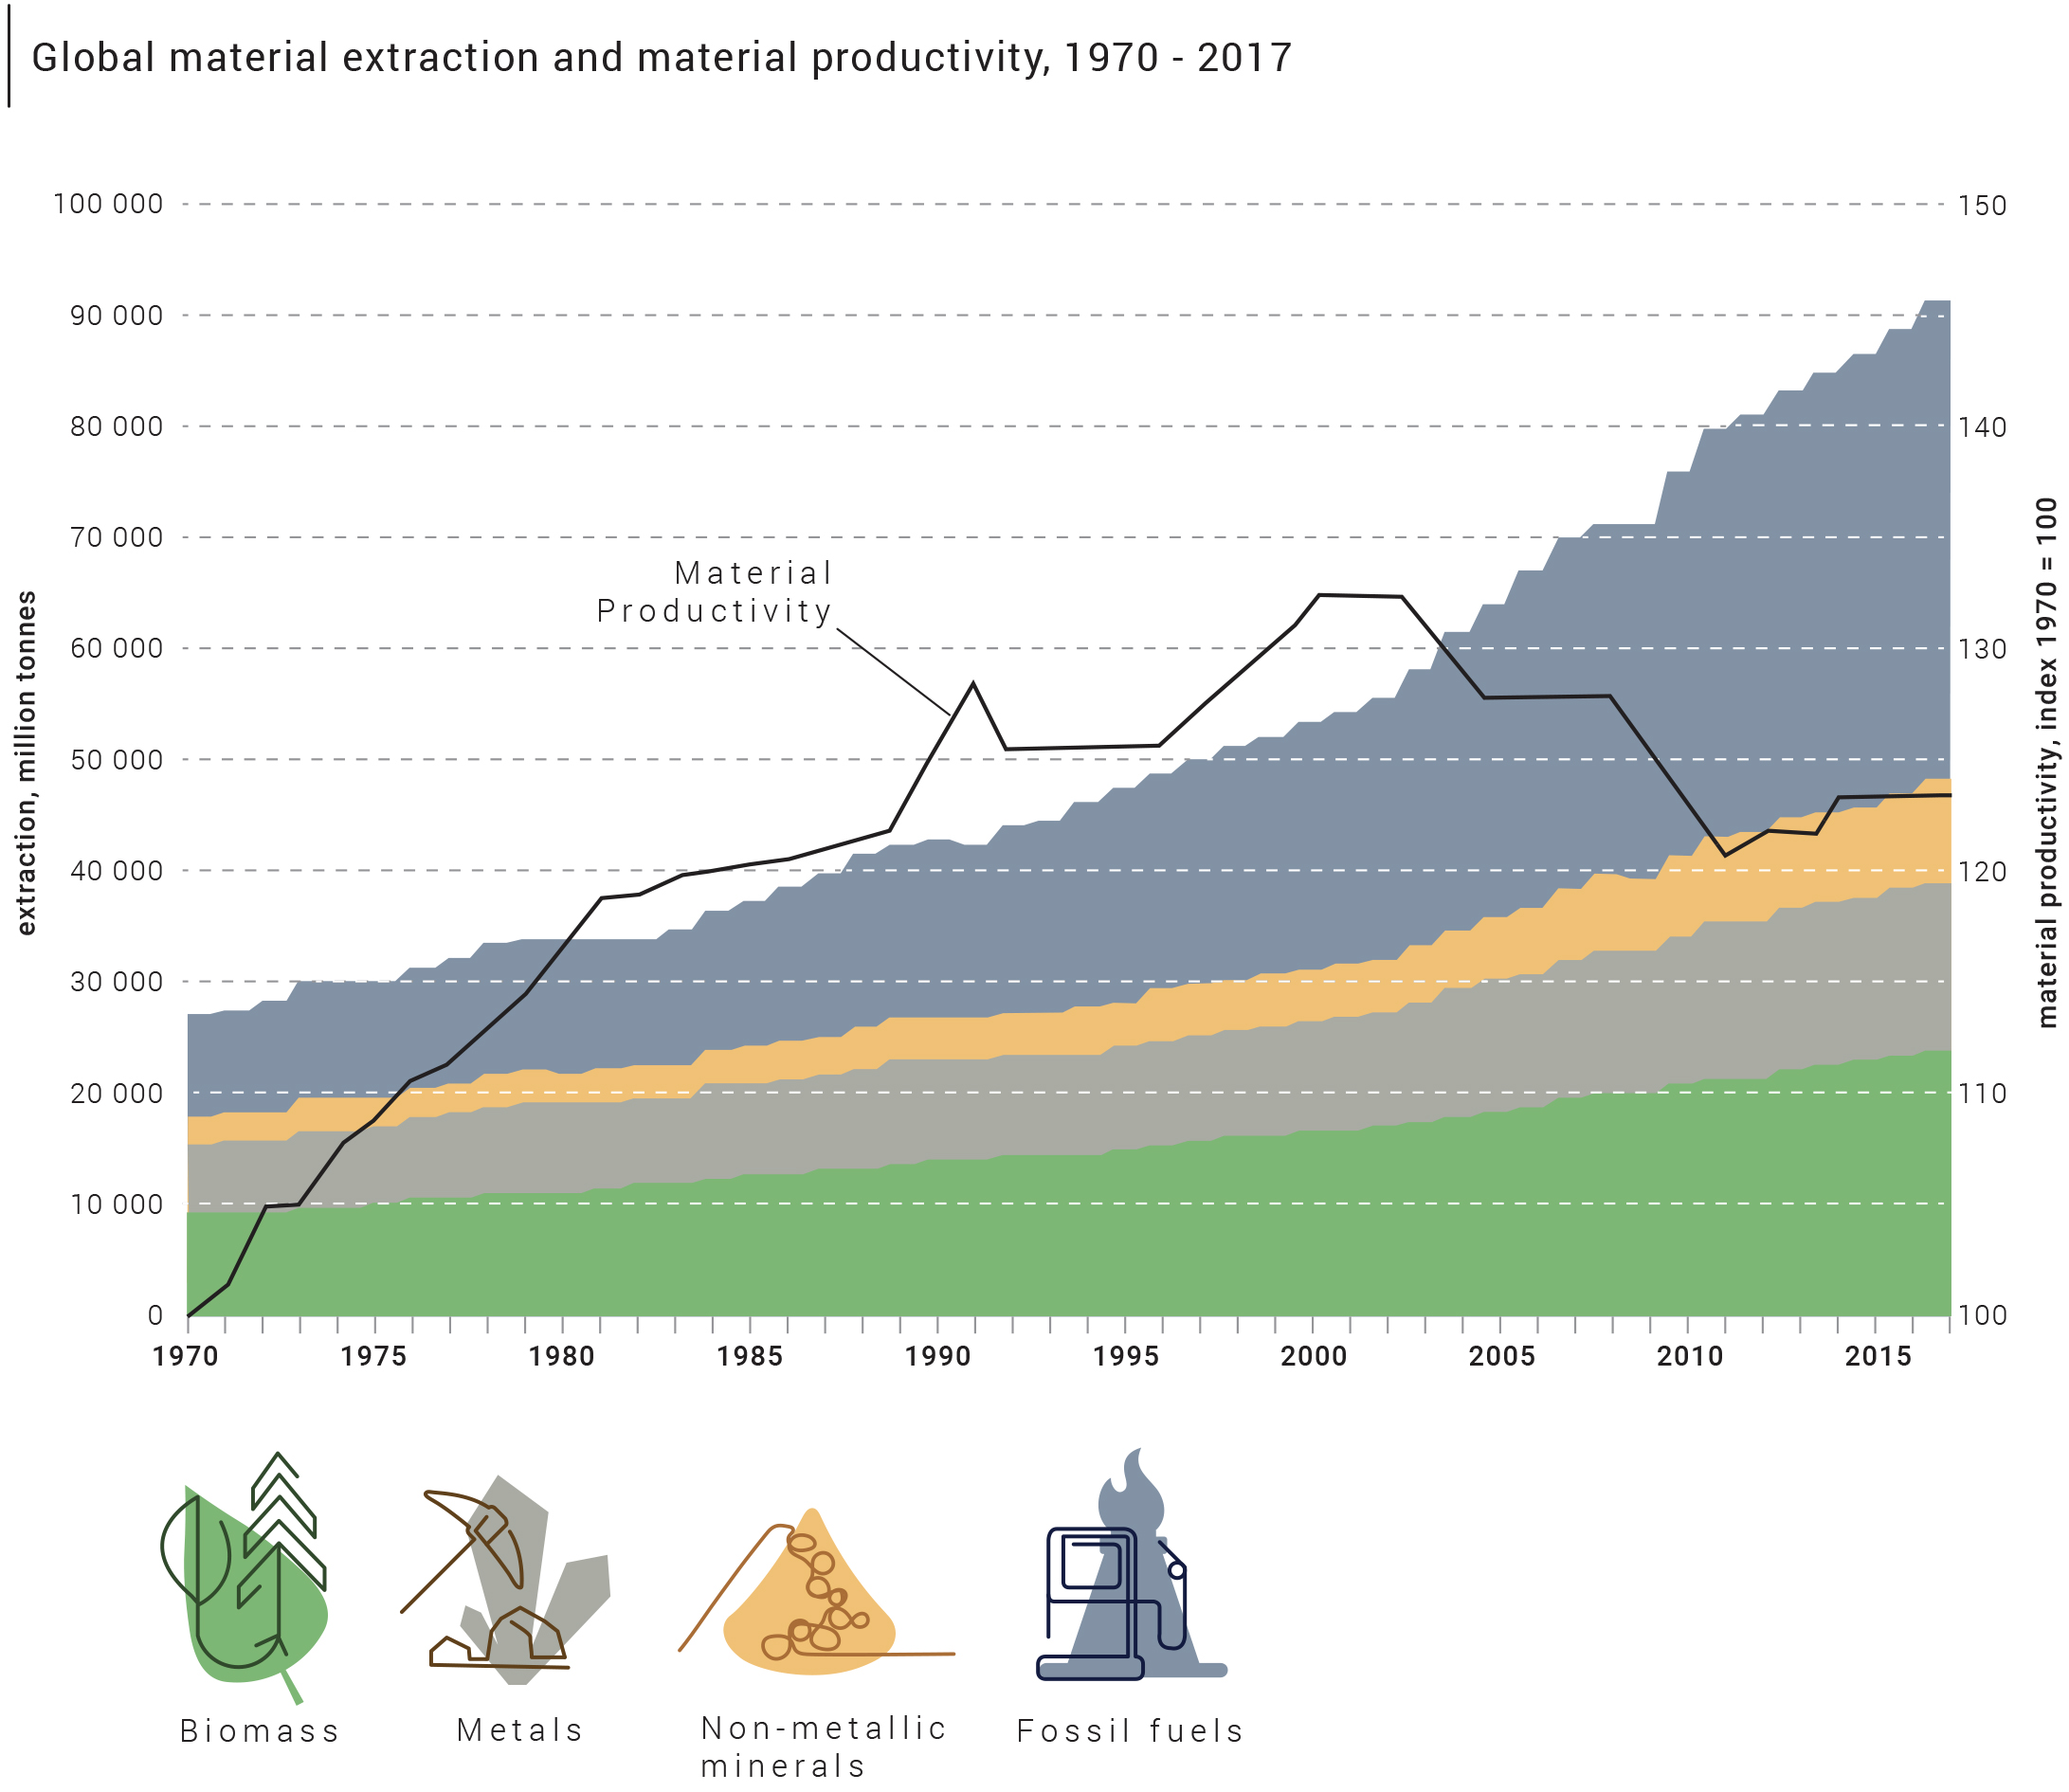 Global material extraction and material productivity, 1970 - 2017
100 000
90 000
80 000
70 000
60 000
50 000
40 000
30 000
20 000
10 000
0
extraction, million tonnes
Material
Productivity
150
140
130
120
110
100
material productivity, index 1970 = 100
1970 1975 1980 1985 1990 1995 2000 2005 2010 2015
Biomass
Metals
Non-metallic
minerals
Fossil fuels